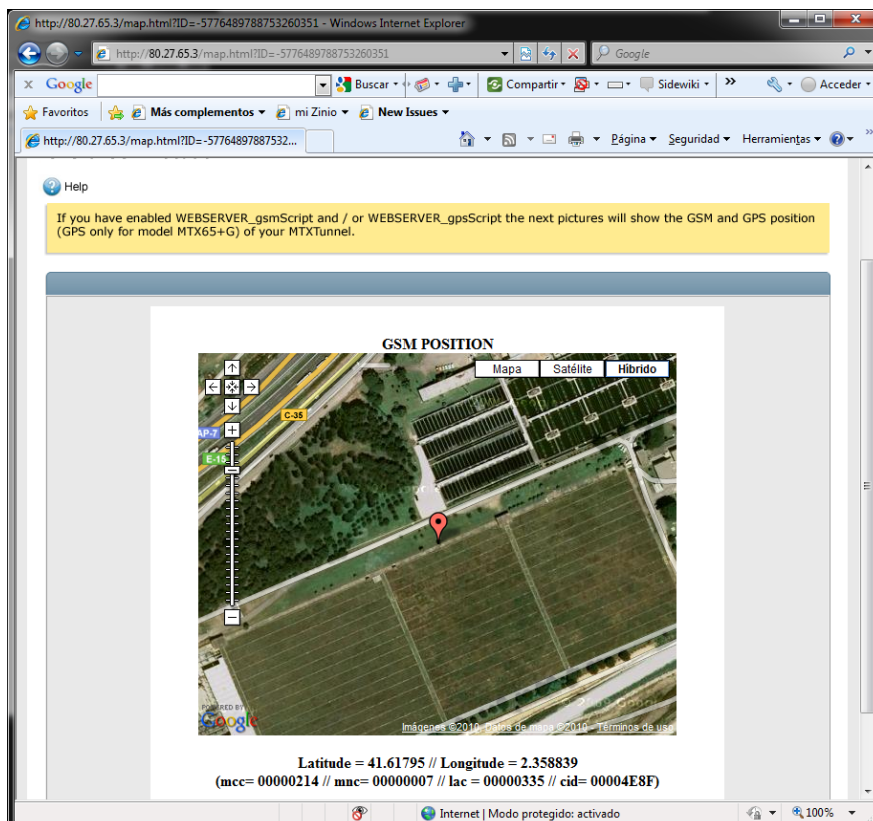 http://80.27.65.3/map.html?ID=-5776489788753260351 - Windows Internet Explorer
http://80.27.65.3/map.html?ID=-5776489788753260351
Google
x Google
Buscar
Compartir
Sidewiki
»
Acceder
Favoritos
Más complementos
mi Zinio
New Issues
http://80.27.65.3/map.html?ID=-57764897887532...
Página
Seguridad
Herramientas
»
Help
If you have enabled WEBSERVER_gsmScript and / or WEBSERVER_gpsScript the next pictures will show the GSM and GPS position
(GPS only for model MTX65+G) of your MTXTunnel.
GSM POSITION
Mapa
Satélite
Híbrido
C-35
AP-7
E-15
POWERED BY
Google
Imágenes ©2010, Datos de mapa ©2010 - Términos de uso
Latitude = 41.61795 // Longitude = 2.358839
(mcc= 00000214 // mnc= 00000007 // lac = 00000335 // cid= 00004E8F)
Internet | Modo protegido: activado
100%